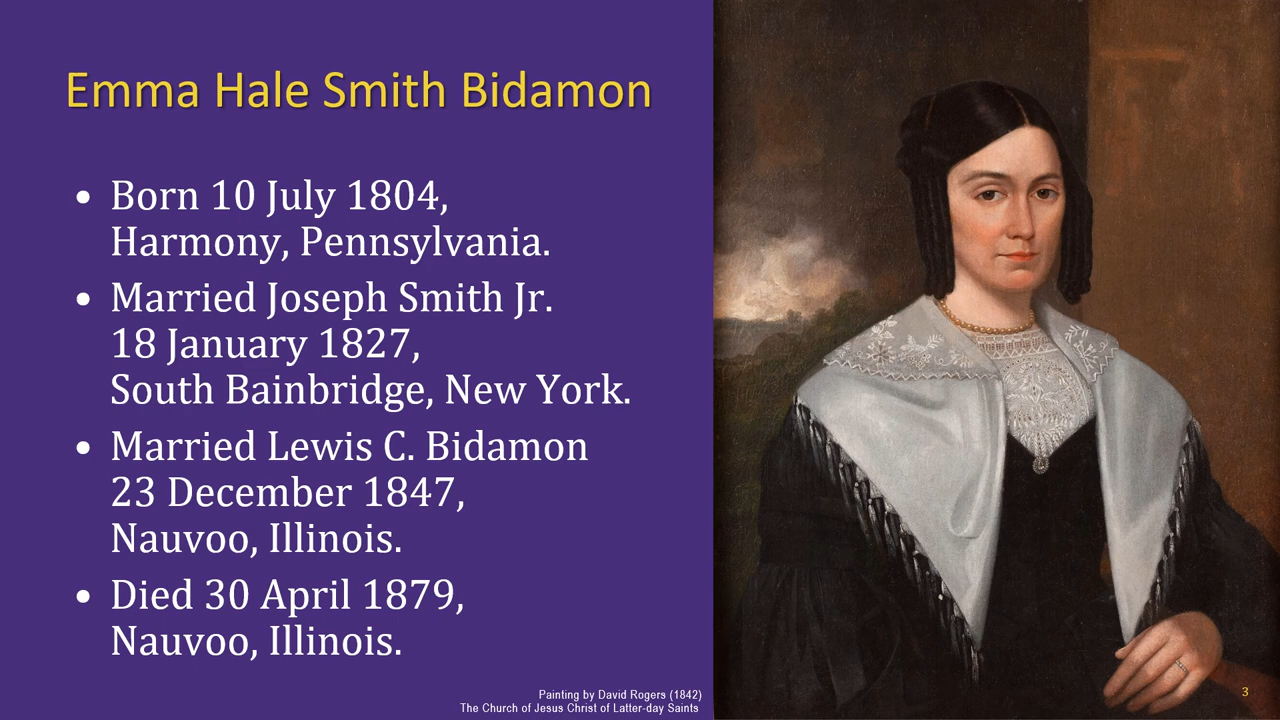 Emma Hale Smith Bidamon
• Born 10 July 1804,
Harmony, Pennsylvania.
• Married Joseph Smith Jr.
18 January 1827,
South Bainbridge, New York.
• Married Lewis C. Bidamon
23 December 1847,
Nauvoo, Illinois.
• Died 30 April 1879,
Nauvoo, Illinois.
Painting by David Rogers (1842)
The Church of Jesus Christ of Latter-day Saints
3